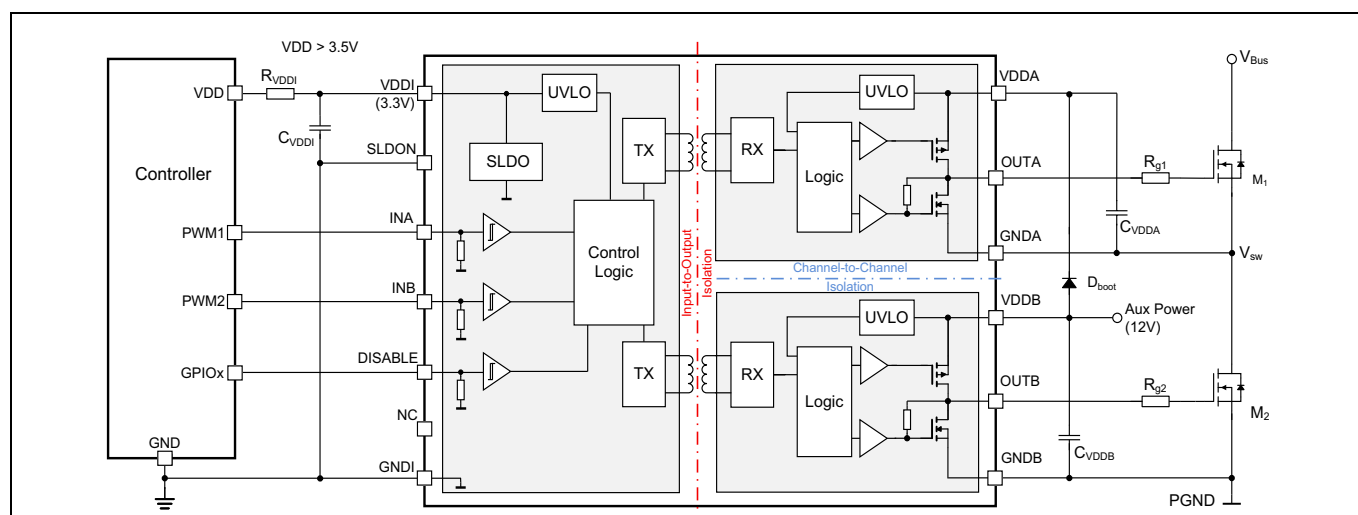 VDD > 3.5V
Controller
VDD
PWM1
PWM2
GPIOx
GND
RVDDI
CVDDI
VDDI
(3.3V)
SLDON
INA
INB
DISABLE
NC
GNDI
UVLO
SLDO
TX
Control
Logic
TX
Input-to-Output
Isolation
UVLO
RX
Logic
Channel-to-Channel
Isolation
UVLO
RX
Logic
VDDA
OUTA
GNDA
VDDB
OUTB
GNDB
VBus
Rg1
M1
CVDDA
Vsw
Dboot
Aux Power
(12V)
Rg2
M2
CVDDB
PGND